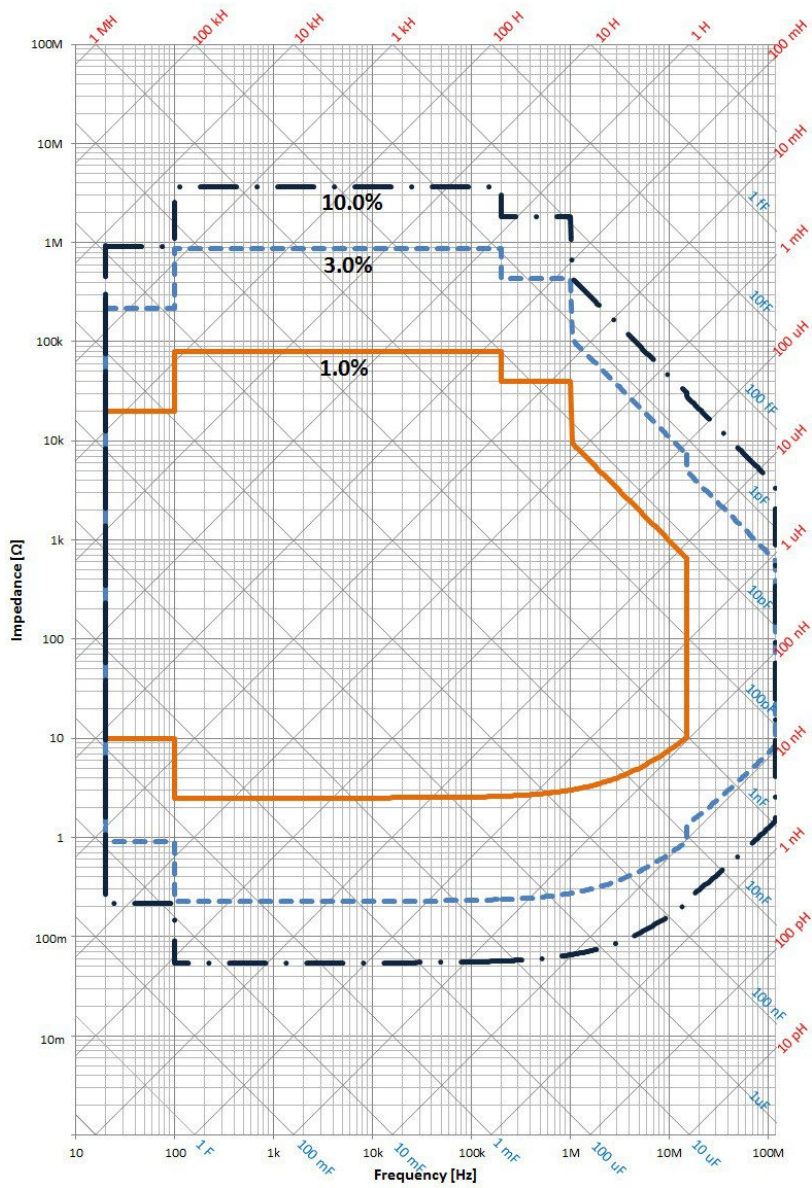 1 MH
100 kH
10 kH
1 kH
100 H
10 H
1 H
100 mH
100M
10M
10.0%
1 fF
10 mH
1M
3.0%
1 mH
10fF
100k
1.0%
100 uH
100 fF
10k
10 uH
1pF
1k
1 uH
10pF
Impedance [Ω]
100
100 nH
100pF
10
10 nH
1nF
1
1 nH
10nF
100m
100 pH
100 nF
10m
10 pH
1uF
10
100
1 F
1k
100 mF
10k
10 mF
100k
1 mF
1M
100 uF
10M
10 uF
100M
Frequency [Hz]